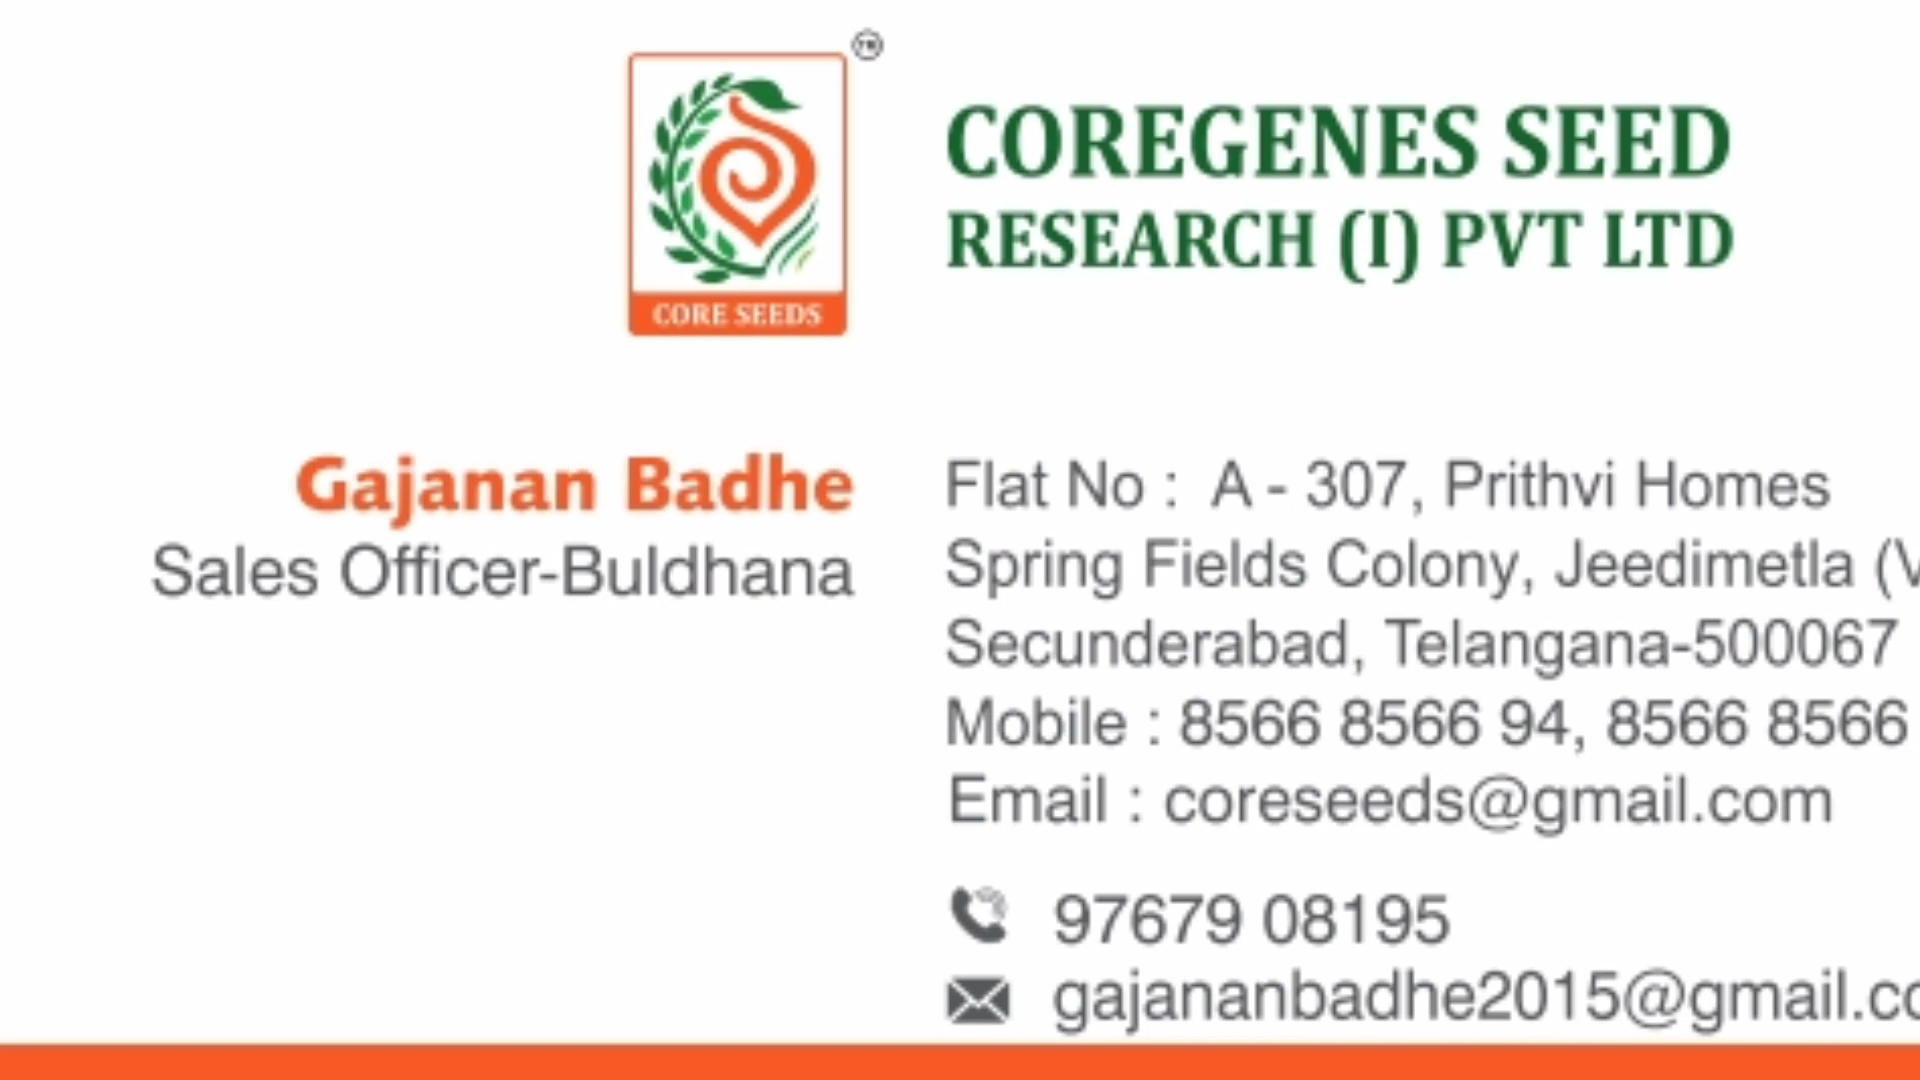 TM
CORE SEEDS
COREGENES SEED
RESEARCH (I) PVT LTD
Gajanan Badhe
Sales Officer-Buldhana
Flat No : A - 307, Prithvi Homes
Spring Fields Colony, Jeedimetla (V
Secunderabad, Telangana-500067
Mobile : 8566 8566 94, 8566 8566
Email : coreseeds@gmail.com
97679 08195
gajananbadhe2015@gmail.co